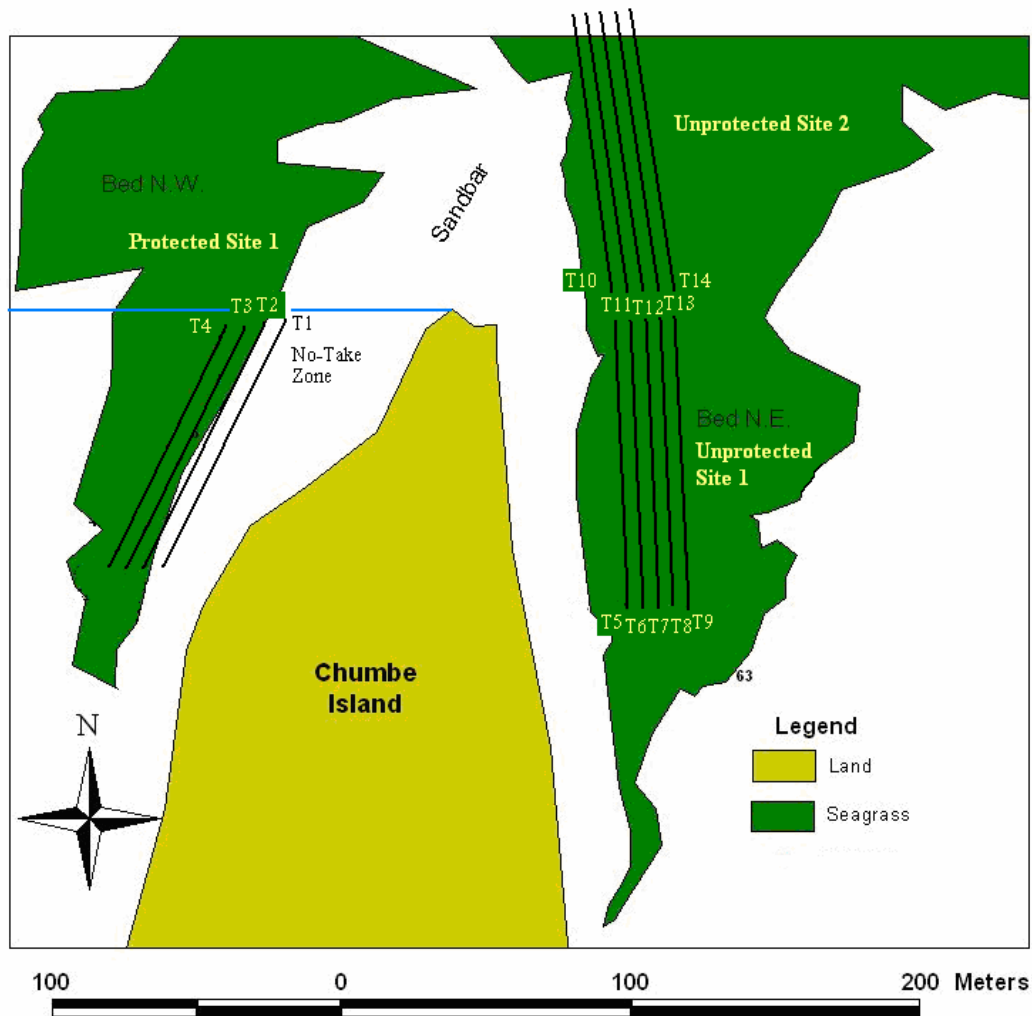 Unprotected Site 2
Bed N.W.
Sandbar
Protected Site 1
T10
T14
T3 T2
T11 T12 T13
T4
T1
No-Take
Zone
Bed N.E.
Unprotected
Site 1
T5 T6 T7 T8 T9
Chumbe
Island
63
N
Legend
Land
Seagrass
100 0 100 200 Meters